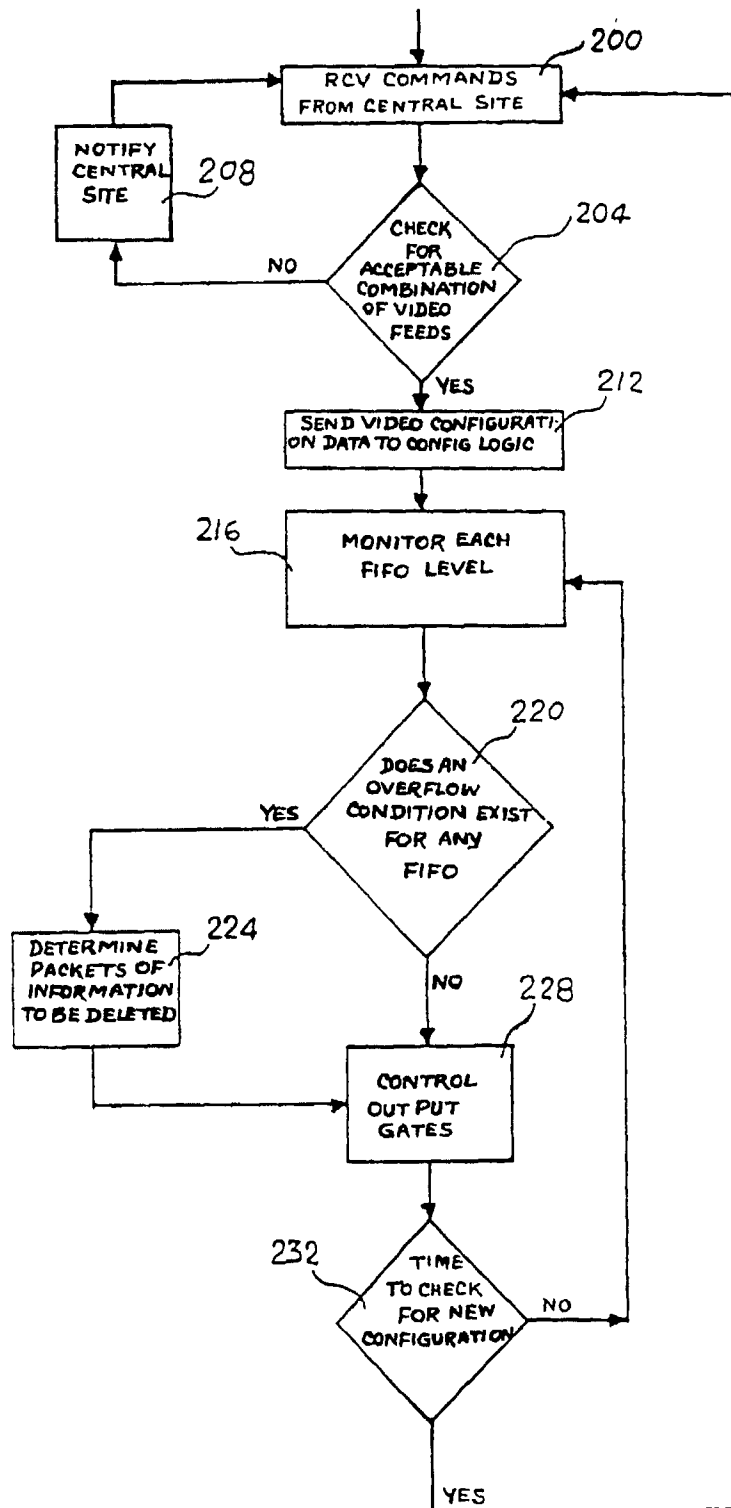 200
RCV COMMANDS
FROM CENTRAL SITE
NOTIFY
CENTRAL
SITE
208
204
CHECK
FOR
ACCEPTABLE
COMBINATION
OF VIDEO
FEEDS
NO
YES
212
SEND VIDEO CONFIGURATI-
ON DATA TO CONFIG LOGIC
216
MONITOR EACH
FIFO LEVEL
220
DOES AN
OVERFLOW
CONDITION EXIST
FOR ANY
FIFO
YES
224
DETERMINE
PACKETS OF
INFORMATION
TO BE DELETED
NO
228
CONTROL
OUT PUT
GATES
232
TIME
TO CHECK
FOR NEW
CONFIGURATION
NO
YES